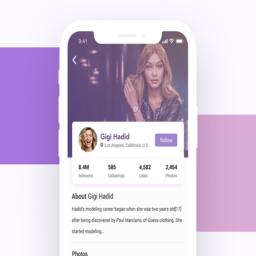 9:41
Gigi Hadid
Los Angeles, California, U.S.
follow
8.4M 585 4,582 2,454
followers followings Likes Photos
About Gigi Hadid
Hadid's modeling career began when she was two years old[17]
after being discovered by Paul Marciano, of Guess clothing. She
started modeling...
Photos